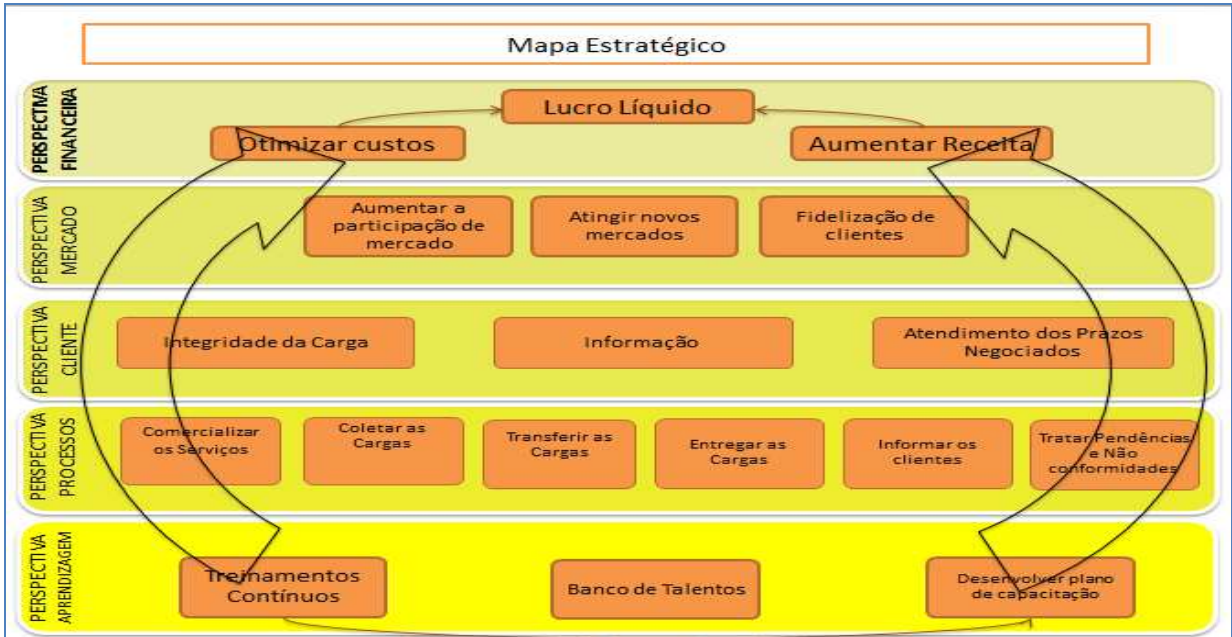 Mapa Estratégico
PERSPECTIVA
FINANCEIRA
Lucro Líquido
Otimizar custos
Aumentar Receita
PERSPECTIVA
MERCADO
Aumentar a
participação de
mercado
Atingir novos
mercados
Fidelização de
clientes
PERSPECTIVA
CLIENTE
Integridade da Carga
Informação
Atendimento dos Prazos
Negociados
PERSPECTIVA
PROCESSOS
Comercializar
os Serviços
Coletar as
Cargas
Transferir as
Cargas
Entregar as
Cargas
Informar os
clientes
Tratar Pendências
e Não
conformidades
PERSPECTIVA
APRENDIZAGEM
Treinamentos
Contínuos
Banco de Talentos
Desenvolver plano
de capacitação